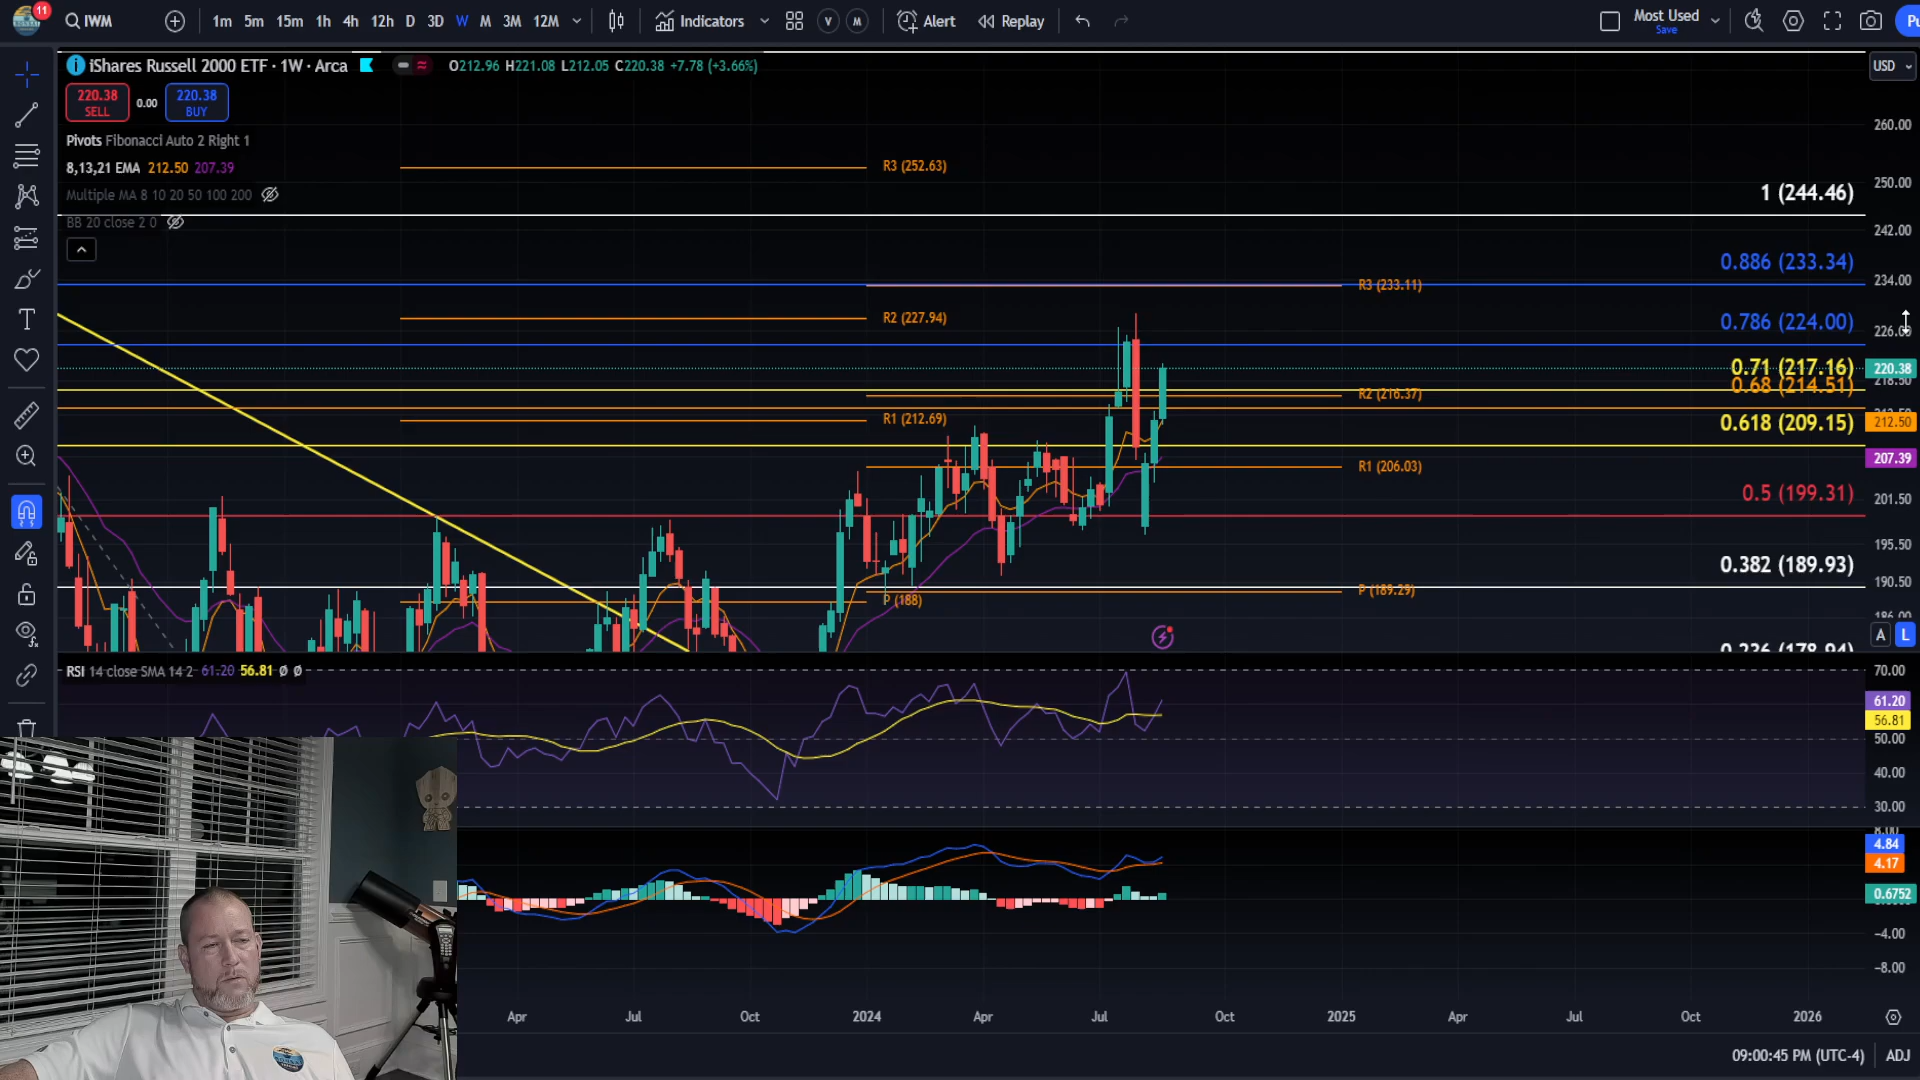 11
IWM
1m 5m 15m 1h 4h 12h D 3D W M 3M 12M
Indicators
V M
Alert
Replay
Most Used
Save
iShares Russell 2000 ETF · 1W · Arca
O212.96 H221.08 L212.05 C220.38 +7.78 (+3.66%)
USD
220.38 SELL
0.00
220.38 BUY
Pivots Fibonacci Auto 2 Right 1
8,13,21 EMA 212.50 207.39
Multiple MA 8 10 20 50 100 200
BB 20 close 2 0
R3 (252.63)
R2 (227.94)
R1 (212.69)
P (188)
R3 (233.11)
R2 (216.37)
R1 (206.03)
P (189.29)
1 (244.46)
0.886 (233.34)
0.786 (224.00)
0.71 (217.16)
0.68 (214.51)
0.618 (209.15)
0.5 (199.31)
0.382 (189.93)
0.236 (178.94)
260.00
250.00
242.00
234.00
226.00
220.38
218.50
212.50
207.39
201.50
195.50
190.50
186.00
A L
RSI 14 close SMA 14 2 61.20 56.81 ø ø
70.00
61.20
56.81
50.00
40.00
30.00
8.00
4.84
4.17
0.6752
−4.00
−8.00
Apr Jul Oct 2024 Apr Jul Oct 2025 Apr Jul Oct 2026
09:00:45 PM (UTC-4) ADJ